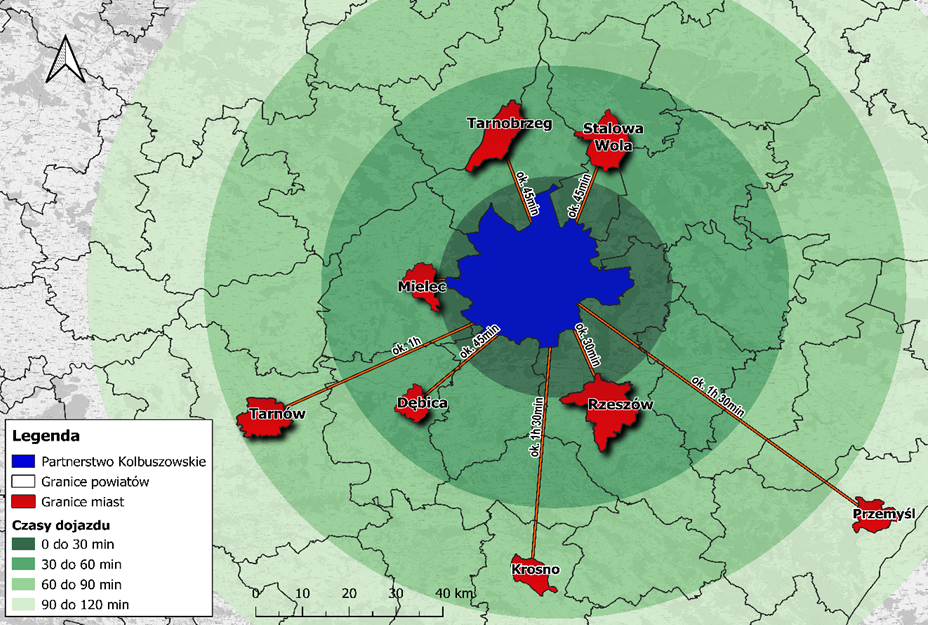 Tarnobrzeg
Stalowa
Wola
ok. 45min
ok. 45min
Mielec
ok. 1h
ok. 45min
ok. 30min
ok. 1h 30min
ok. 1h 30min
Tarnów
Dębica
Rzeszów
Przemyśl
Krosno
Legenda
Partnerstwo Kolbuszowskie
Granice powiatów
Granice miast
Czasy dojazdu
0 do 30 min
30 do 60 min
60 do 90 min
90 do 120 min
0 10 20 30 40 km